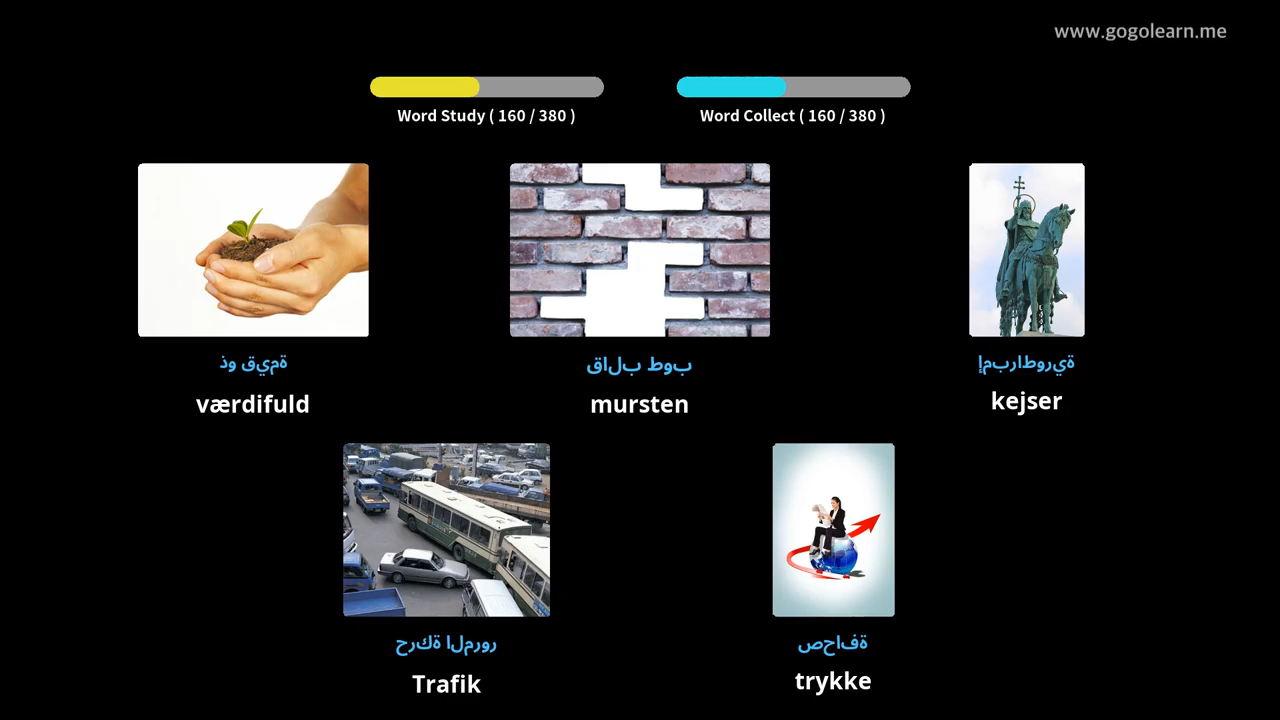 www.gogolearn.me
Word Study ( 160 / 380 )
Word Collect ( 160 / 380 )
ذو قيمة
værdifuld
قالب طوب
mursten
إمبراطورية
kejser
حركة المرور
Trafik
صحافة
trykke